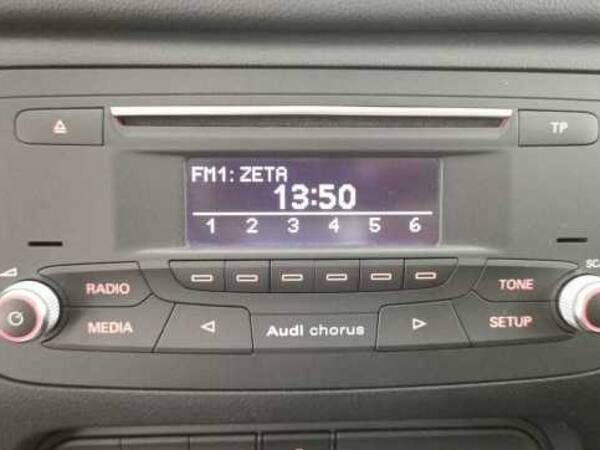 TP
FM1: ZETA
13:50
1 2 3 4 5 6
RADIO
TONE
MEDIA
Audi chorus
SETUP